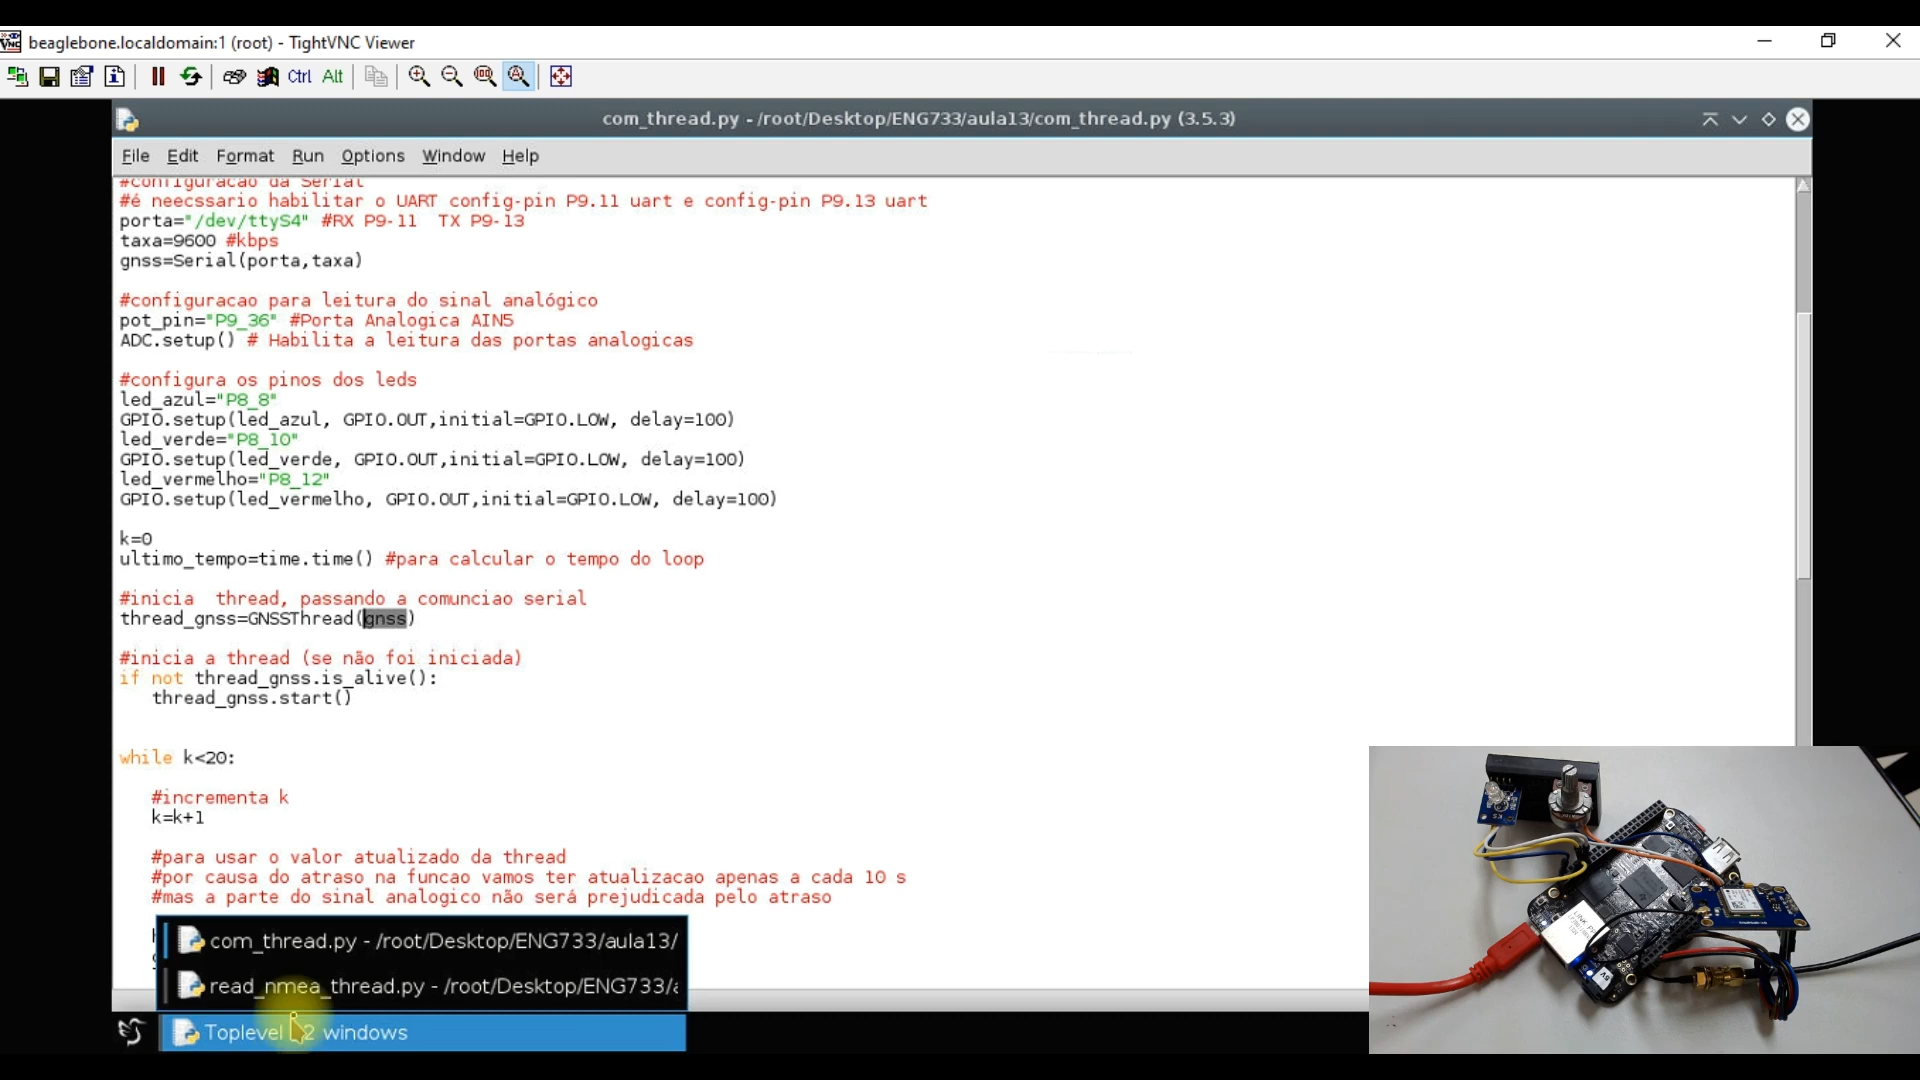 beaglebone.localdomain:1 (root) - TightVNC Viewer
Ctrl Alt
com_thread.py - /root/Desktop/ENG733/aula13/com_thread.py (3.5.3)
File Edit Format Run Options Window Help
#configuracao da Serial
#é neecssario habilitar o UART config-pin P9.11 uart e config-pin P9.13 uart
porta="/dev/ttyS4" #RX P9-11  TX P9-13
taxa=9600 #kbps
gnss=Serial(porta,taxa)
#configuracao para leitura do sinal analógico
pot_pin="P9_36" #Porta Analogica AIN5
ADC.setup() # Habilita a leitura das portas analogicas
#configura os pinos dos leds
led_azul="P8_8"
GPIO.setup(led_azul, GPIO.OUT,initial=GPIO.LOW, delay=100)
led_verde="P8_10"
GPIO.setup(led_verde, GPIO.OUT,initial=GPIO.LOW, delay=100)
led_vermelho="P8_12"
GPIO.setup(led_vermelho, GPIO.OUT,initial=GPIO.LOW, delay=100)
k=0
ultimo_tempo=time.time() #para calcular o tempo do loop
#inicia  thread, passando a comunciao serial
thread_gnss=GNSSThread(gnss)
#inicia a thread (se não foi iniciada)
if not thread_gnss.is_alive():
   thread_gnss.start()
while k<20:
   #incrementa k
   k=k+1
   #para usar o valor atualizado da thread
   #por causa do atraso na funcao vamos ter atualizacao apenas a cada 10 s
   #mas a parte do sinal analogico não será prejudicada pelo atraso
com_thread.py - /root/Desktop/ENG733/aula13/
read_nmea_thread.py - /root/Desktop/ENG733/a
Toplevel 2 windows